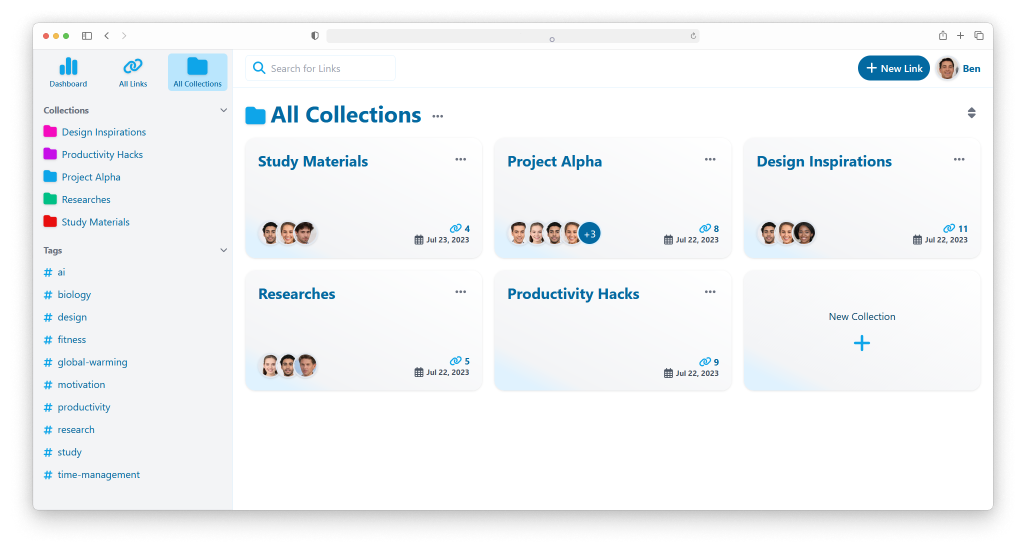 Dashboard
All Links
All Collections
Search for Links
+ New Link
Ben
Collections
Design Inspirations
Productivity Hacks
Project Alpha
Researches
Study Materials
Tags
# ai
# biology
# design
# fitness
# global-warming
# motivation
# productivity
# research
# study
# time-management
All Collections
Study Materials
4
Jul 23, 2023
Project Alpha
+3
8
Jul 22, 2023
Design Inspirations
11
Jul 22, 2023
Researches
5
Jul 22, 2023
Productivity Hacks
9
Jul 22, 2023
New Collection
+